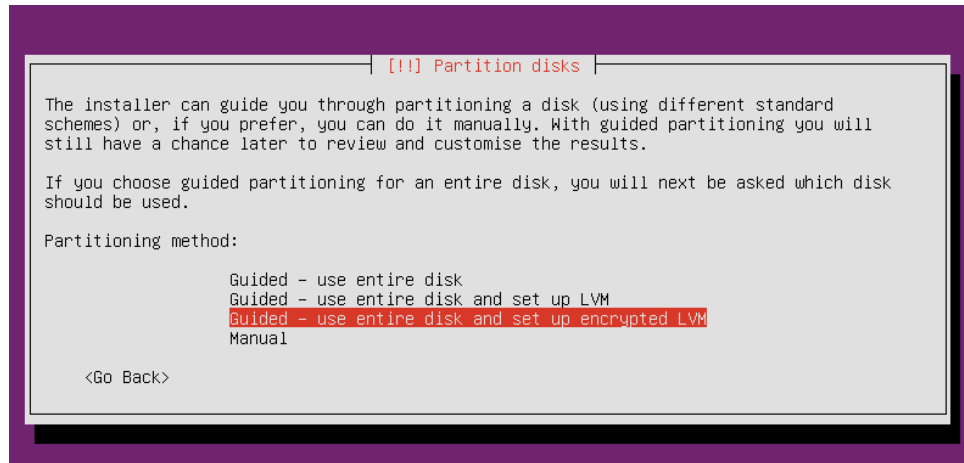 [!!] Partition disks
The installer can guide you through partitioning a disk (using different standard
schemes) or, if you prefer, you can do it manually. With guided partitioning you will
still have a chance later to review and customise the results.
If you choose guided partitioning for an entire disk, you will next be asked which disk
should be used.
Partitioning method:
Guided – use entire disk
Guided – use entire disk and set up LVM
Guided – use entire disk and set up encrypted LVM
Manual
<Go Back>